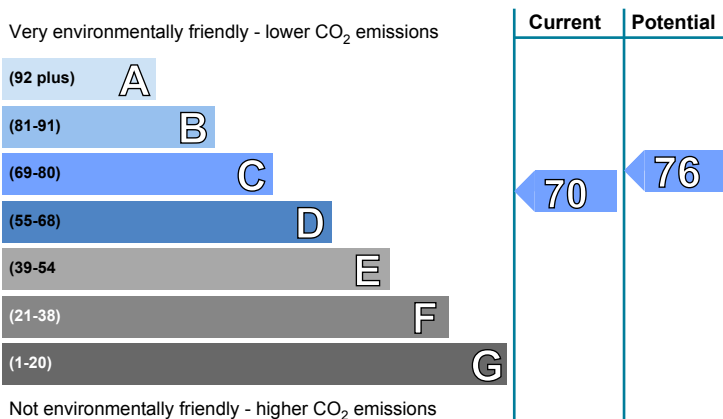 Current Potential
Very environmentally friendly - lower CO2 emissions
(92 plus) A
(81-91) B
(69-80) C
76
(55-68) D
70
(39-54 E
(21-38) F
(1-20) G
Not environmentally friendly - higher CO2 emissions